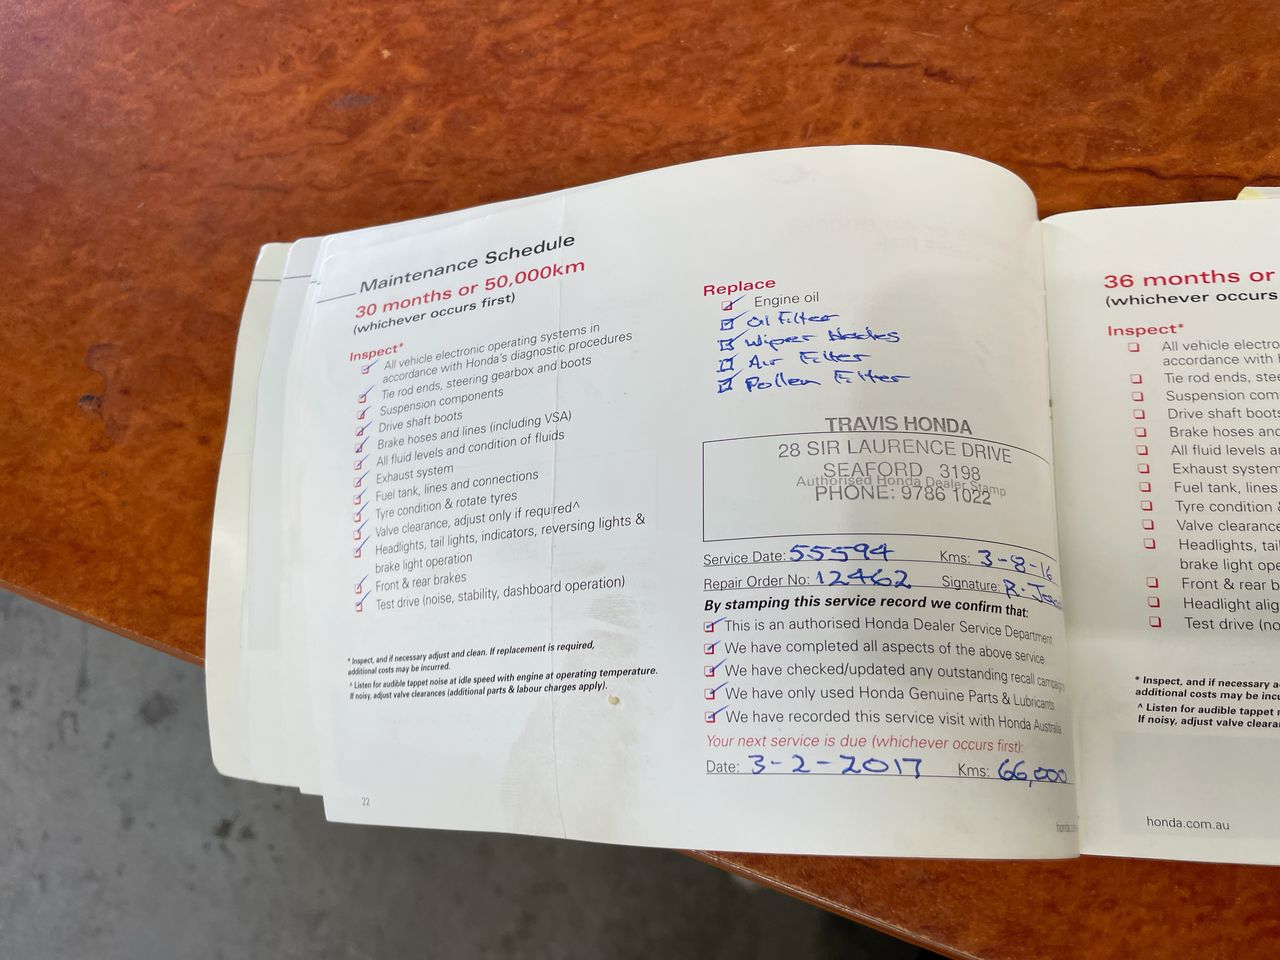 Maintenance Schedule
30 months or 50,000km
(whichever occurs first)
Inspect*
All vehicle electronic operating systems in
accordance with Honda's diagnostic procedures
Tie rod ends, steering gearbox and boots
Suspension components
Drive shaft boots
Brake hoses and lines (including VSA)
All fluid levels and condition of fluids
Exhaust system
Fuel tank, lines and connections
Tyre condition & rotate tyres
Valve clearance, adjust only if required^
Headlights, tail lights, indicators, reversing lights &
brake light operation
Front & rear brakes
Test drive (noise, stability, dashboard operation)
* Inspect, and if necessary adjust and clean. If replacement is required,
additional costs may be incurred.
^ Listen for audible tappet noise at idle speed with engine at operating temperature.
If noisy, adjust valve clearances (additional parts & labour charges apply).
22
Replace
Engine oil
Oil Filter
Wiper Blades
Air Filter
Pollen Filter
TRAVIS HONDA
28 SIR LAURENCE DRIVE
SEAFORD 3198
Authorised Honda Dealer Stamp
PHONE: 9786 1022
Service Date: 55594 Kms: 3-8-16
Repair Order No: 12462 Signature: R.
By stamping this service record we confirm that:
This is an authorised Honda Dealer Service Department
We have completed all aspects of the above service
We have checked/updated any outstanding recall campaigns
We have only used Honda Genuine Parts & Lubricants
We have recorded this service visit with Honda Australia
Your next service is due (whichever occurs first):
Date: 3-2-2017 Kms: 66,000
36 months or
(whichever occurs
Inspect*
All vehicle electro
accordance with H
Tie rod ends, stee
Suspension com
Drive shaft boots
Brake hoses and
All fluid levels a
Exhaust system
Fuel tank, lines
Tyre condition &
Valve clearance
Headlights, tail
brake light ope
Front & rear b
Headlight alig
Test drive (no
* Inspect, and if necessary a
additional costs may be incu
^ Listen for audible tappet
If noisy, adjust valve clearan
honda.com.au